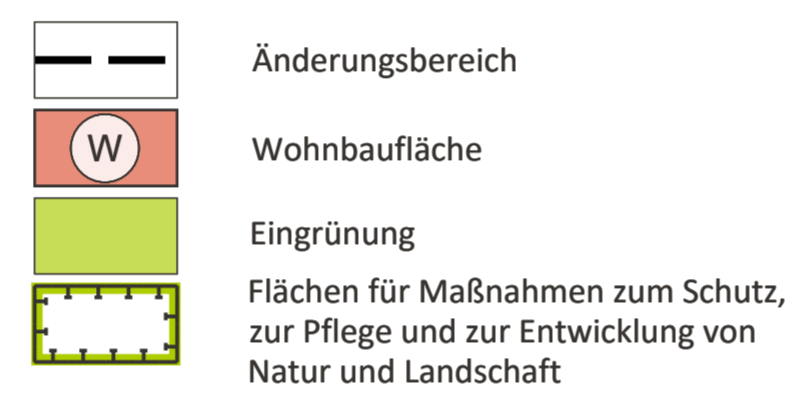 Änderungsbereich
W
Wohnbaufläche
Eingrünung
Flächen für Maßnahmen zum Schutz,
zur Pflege und zur Entwicklung von
Natur und Landschaft